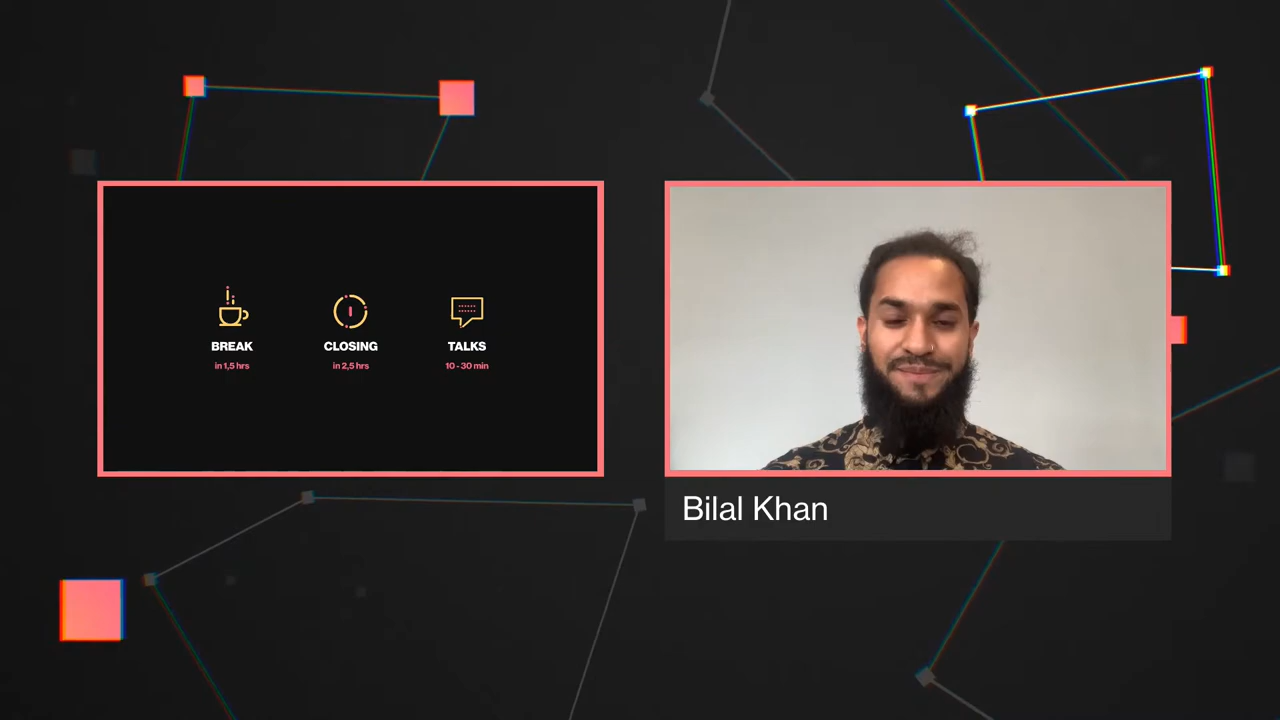 BREAK
in 1,5 hrs
CLOSING
in 2,5 hrs
TALKS
10 - 30 min
Bilal Khan